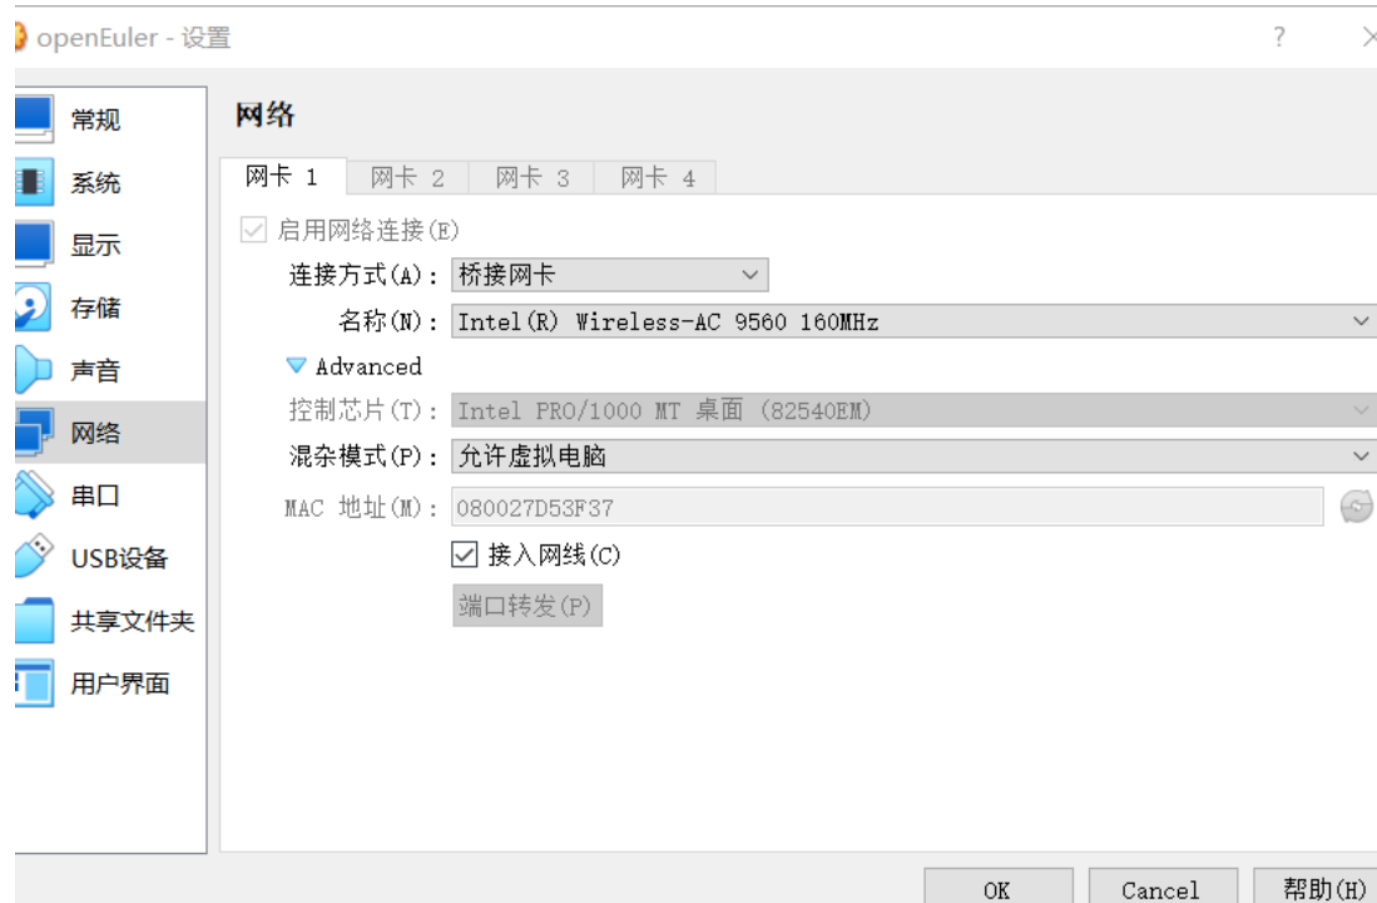 openEuler - 设置
?
常规
系统
显示
存储
声音
网络
串口
USB设备
共享文件夹
用户界面
网络
网卡 1 网卡 2 网卡 3 网卡 4
启用网络连接(E)
连接方式(A): 桥接网卡
名称(N): Intel(R) Wireless-AC 9560 160MHz
Advanced
控制芯片(T): Intel PRO/1000 MT 桌面 (82540EM)
混杂模式(P): 允许虚拟电脑
MAC 地址(M): 080027D53F37
接入网线(C)
端口转发(P)
OK Cancel 帮助(H)